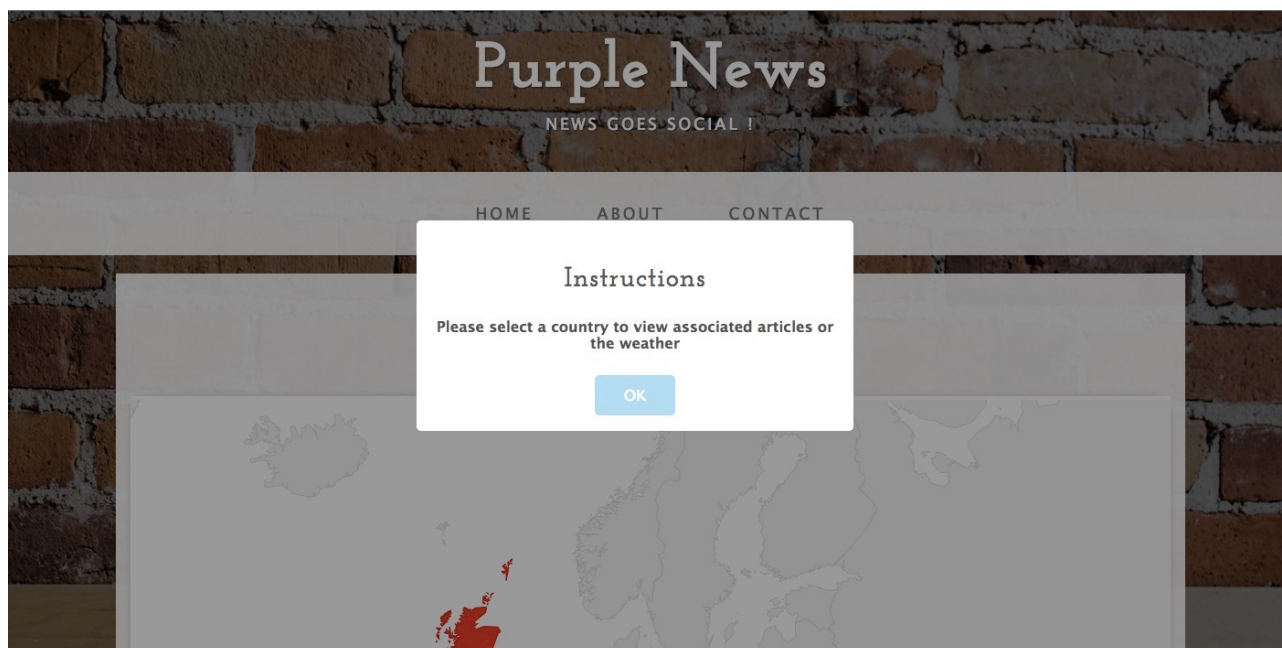 Purple News
NEWS GOES SOCIAL !
HOME ABOUT CONTACT
Instructions
Please select a country to view associated articles or
the weather
OK